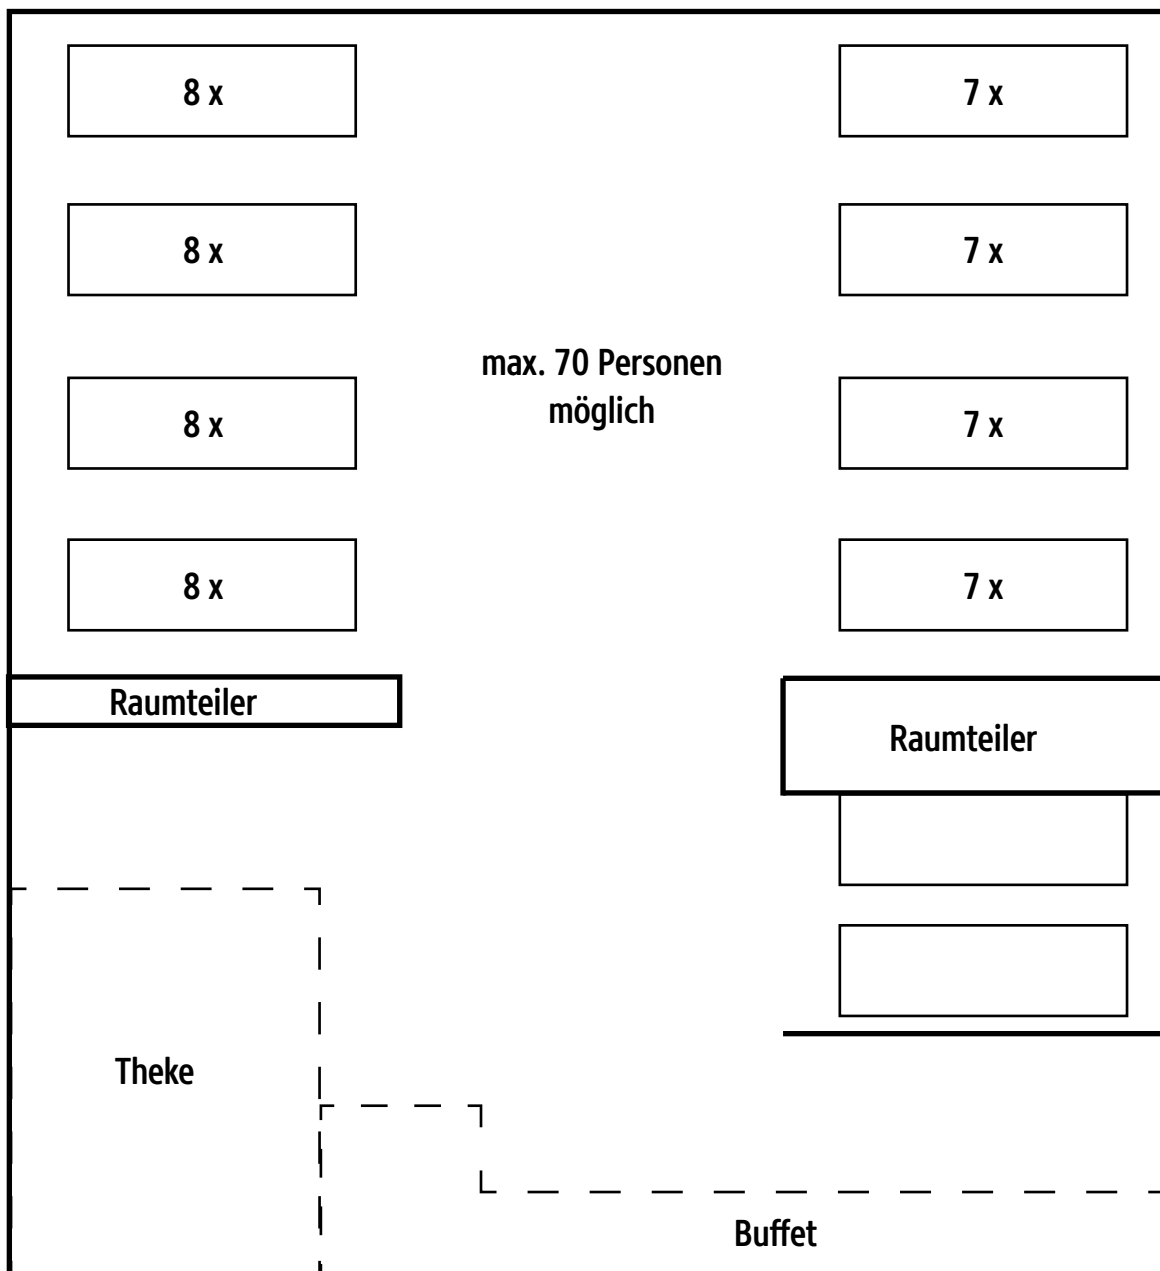 8 x
7 x
8 x
7 x
max. 70 Personen
möglich
8 x
7 x
8 x
7 x
Raumteiler
Raumteiler
Theke
Buffet